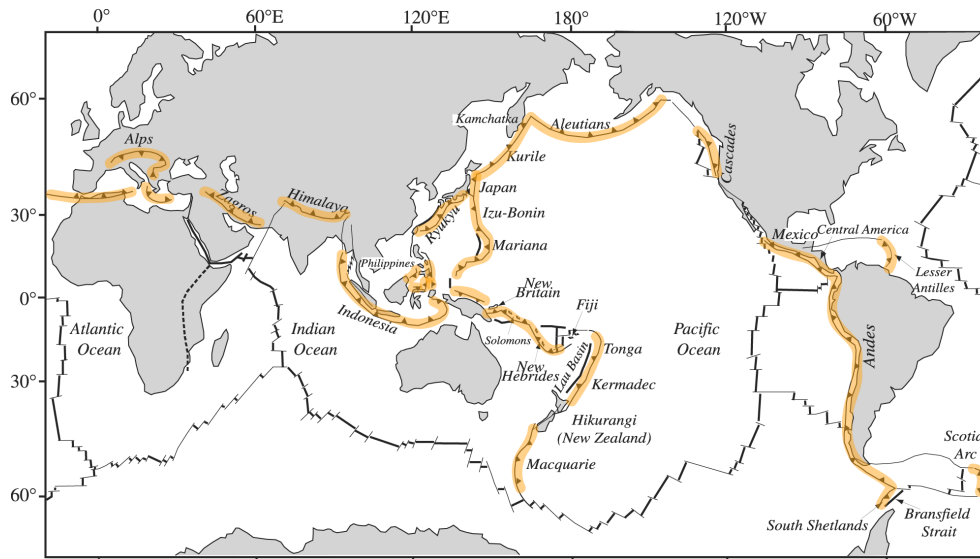 0° 60°E 120°E 180° 120°W 60°W
60°
Kamchatka
Aleutians
Alps
Kurile
Cascades
Zagros
Himalaya
Japan
30°
Ryukyu
Izu-Bonin
Mariana
Mexico
Central America
Philippines
Lesser
Antilles
0°
New
Britain
Indonesia
Fiji
Atlantic
Ocean
Indian
Ocean
Solomons
Pacific
Ocean
Andes
New
Hebrides
Lau Basin
Tonga
30°
Kermadec
Hikurangi
(New Zealand)
Scotia
Arc
Macquarie
60°
South Shetlands
Bransfield
Strait